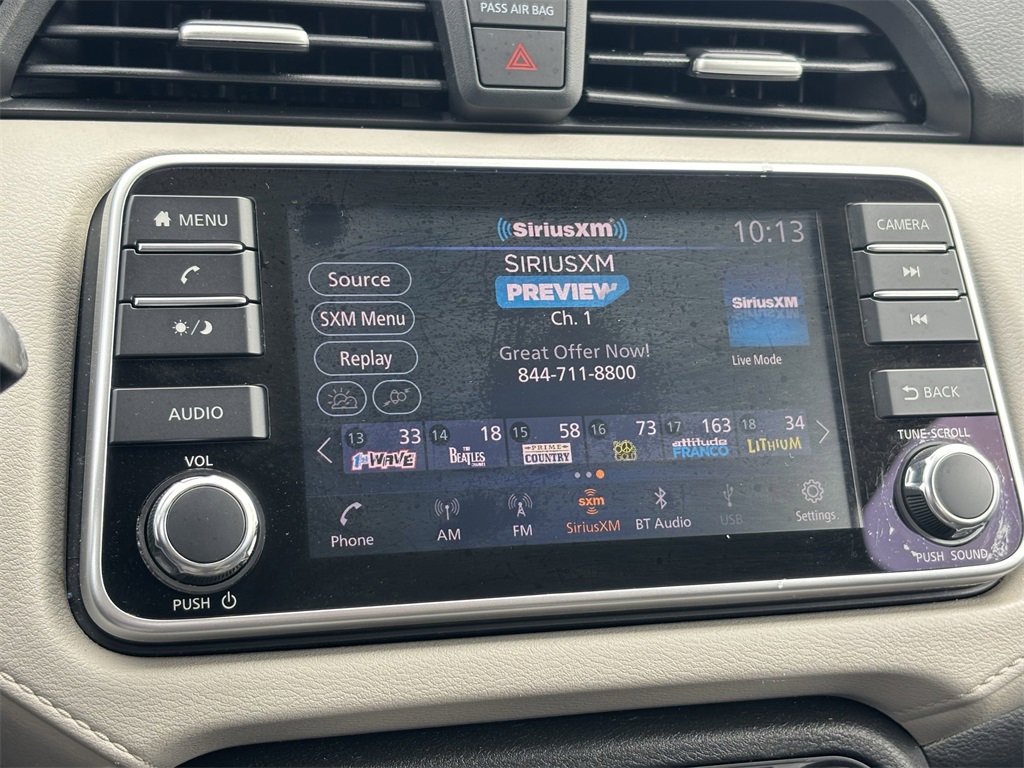 PASS AIR BAG
MENU
AUDIO
VOL
PUSH
SiriusXM
10:13
SIRIUSXM
PREVIEW
Ch. 1
Great Offer Now!
844-711-8800
Source
SXM Menu
Replay
SiriusXM
Live Mode
13 33 1st WAVE
14 18 THE BEATLES CHANNEL
15 58 PRIME COUNTRY
16 73
17 163 attitude FRANCO
18 34 LITHIUM
Phone
AM
FM
sxm
SiriusXM
BT Audio
USB
Settings
CAMERA
BACK
TUNE·SCROLL
PUSH SOUND